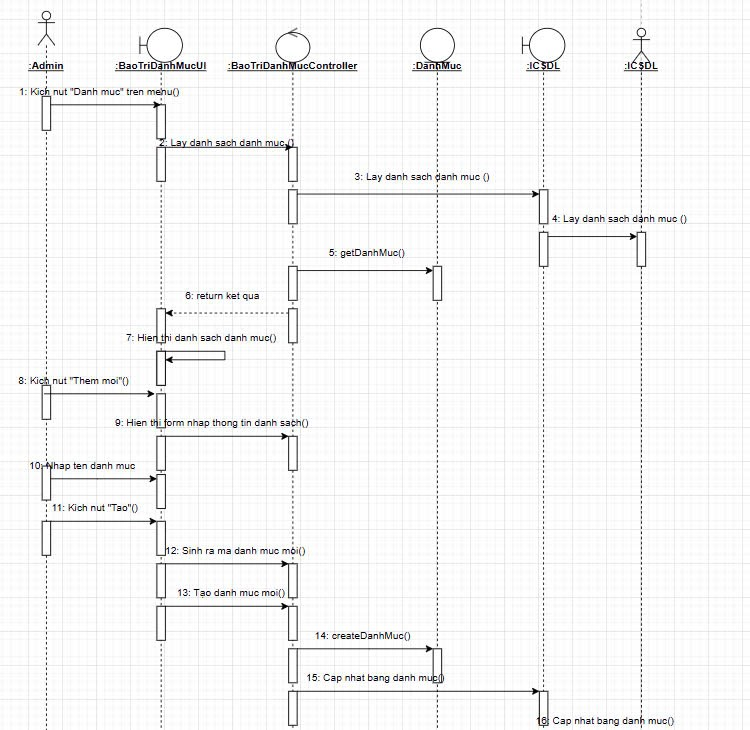 :Admin
:BaoTriDanhMucUI
:BaoTriDanhMucController
:DanhMuc
:ICSDL
:ICSDL
1: Kich nut "Danh muc" tren menu()
2: Lay danh sach danh muc ()
3: Lay danh sach danh muc ()
4: Lay danh sach danh muc ()
5: getDanhMuc()
6: return ket qua
7: Hien thi danh sach danh muc()
8: Kich nut "Them moi"()
9: Hien thi form nhap thong tin danh sach()
10: Nhap ten danh muc
11: Kich nut "Tao"()
12: Sinh ra ma danh muc moi()
13: Tao danh muc moi()
14: createDanhMuc()
15: Cap nhat bang danh muc()
16: Cap nhat bang danh muc()